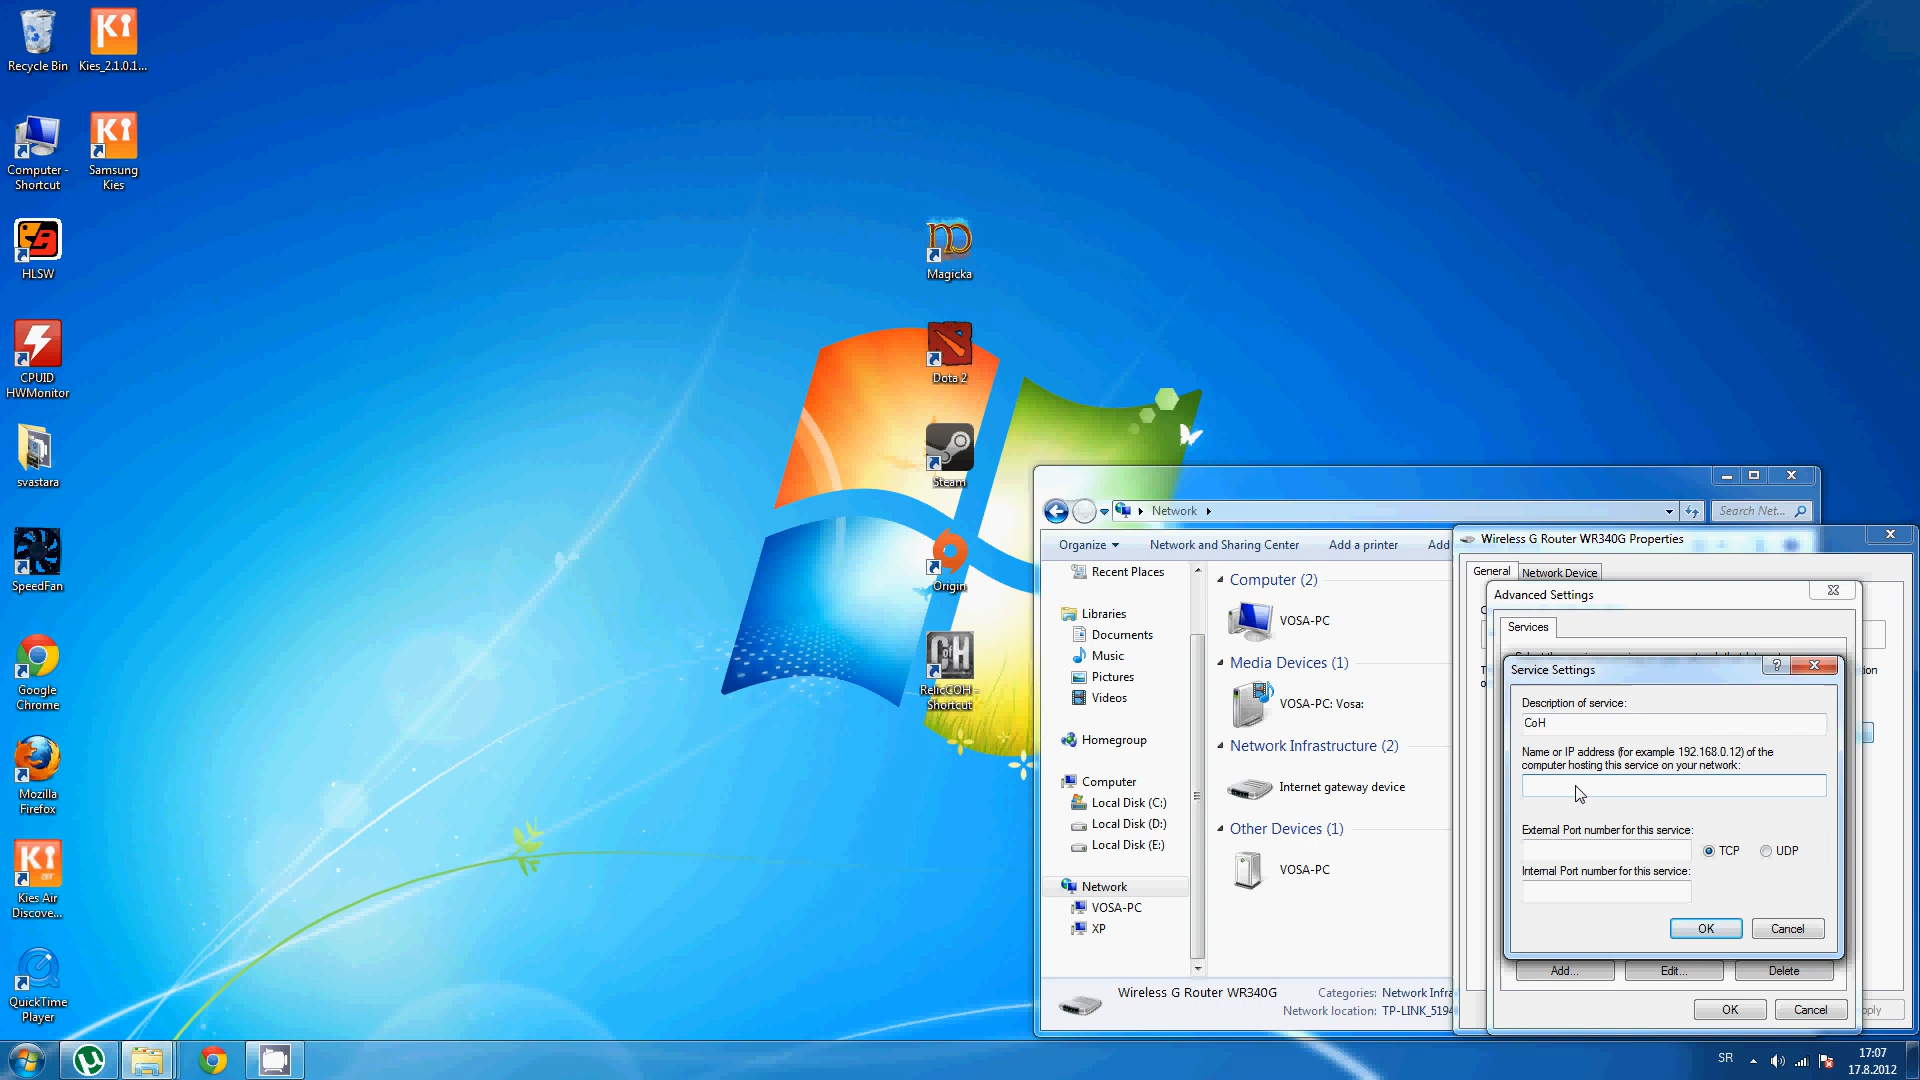 Recycle Bin
Kies_2.1.0.1...
Computer -
Shortcut
Samsung
Kies
HLSW
CPUID
HWMonitor
svastara
SpeedFan
Google
Chrome
Mozilla
Firefox
Kies Air
Discove...
QuickTime
Player
Magicka
Dota 2
Steam
Origin
RelicCOH -
Shortcut
Network
Search Net...
Organize
Network and Sharing Center
Add a printer
Add
Recent Places
Libraries
Documents
Music
Pictures
Videos
Homegroup
Computer
Local Disk (C:)
Local Disk (D:)
Local Disk (E:)
Network
VOSA-PC
XP
Computer (2)
VOSA-PC
Media Devices (1)
VOSA-PC: Vosa:
Network Infrastructure (2)
Internet gateway device
Other Devices (1)
VOSA-PC
Wireless G Router WR340G
Categories: Network Infra
Network location: TP-LINK_5194
Wireless G Router WR340G Properties
General
Network Device
Advanced Settings
Services
Service Settings
Description of service:
CoH
Name or IP address (for example 192.168.0.12) of the
computer hosting this service on your network:
External Port number for this service:
TCP
UDP
Internal Port number for this service:
OK
Cancel
Add...
Edit...
Delete
OK
Cancel
SR
17:07
17.8.2012